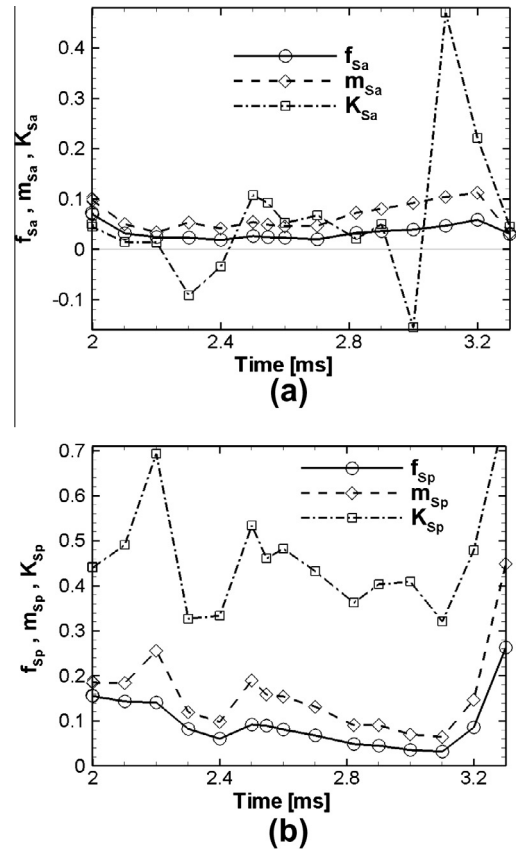 0.4
0.3
0.2
0.1
0
-0.1
f_Sa , m_Sa , K_Sa
f_Sa
m_Sa
K_Sa
2 2.4 2.8 3.2
Time [ms]
(a)
0.7
0.6
0.5
0.4
0.3
0.2
0.1
0
f_Sp , m_Sp , K_Sp
f_Sp
m_Sp
K_Sp
2 2.4 2.8 3.2
Time [ms]
(b)